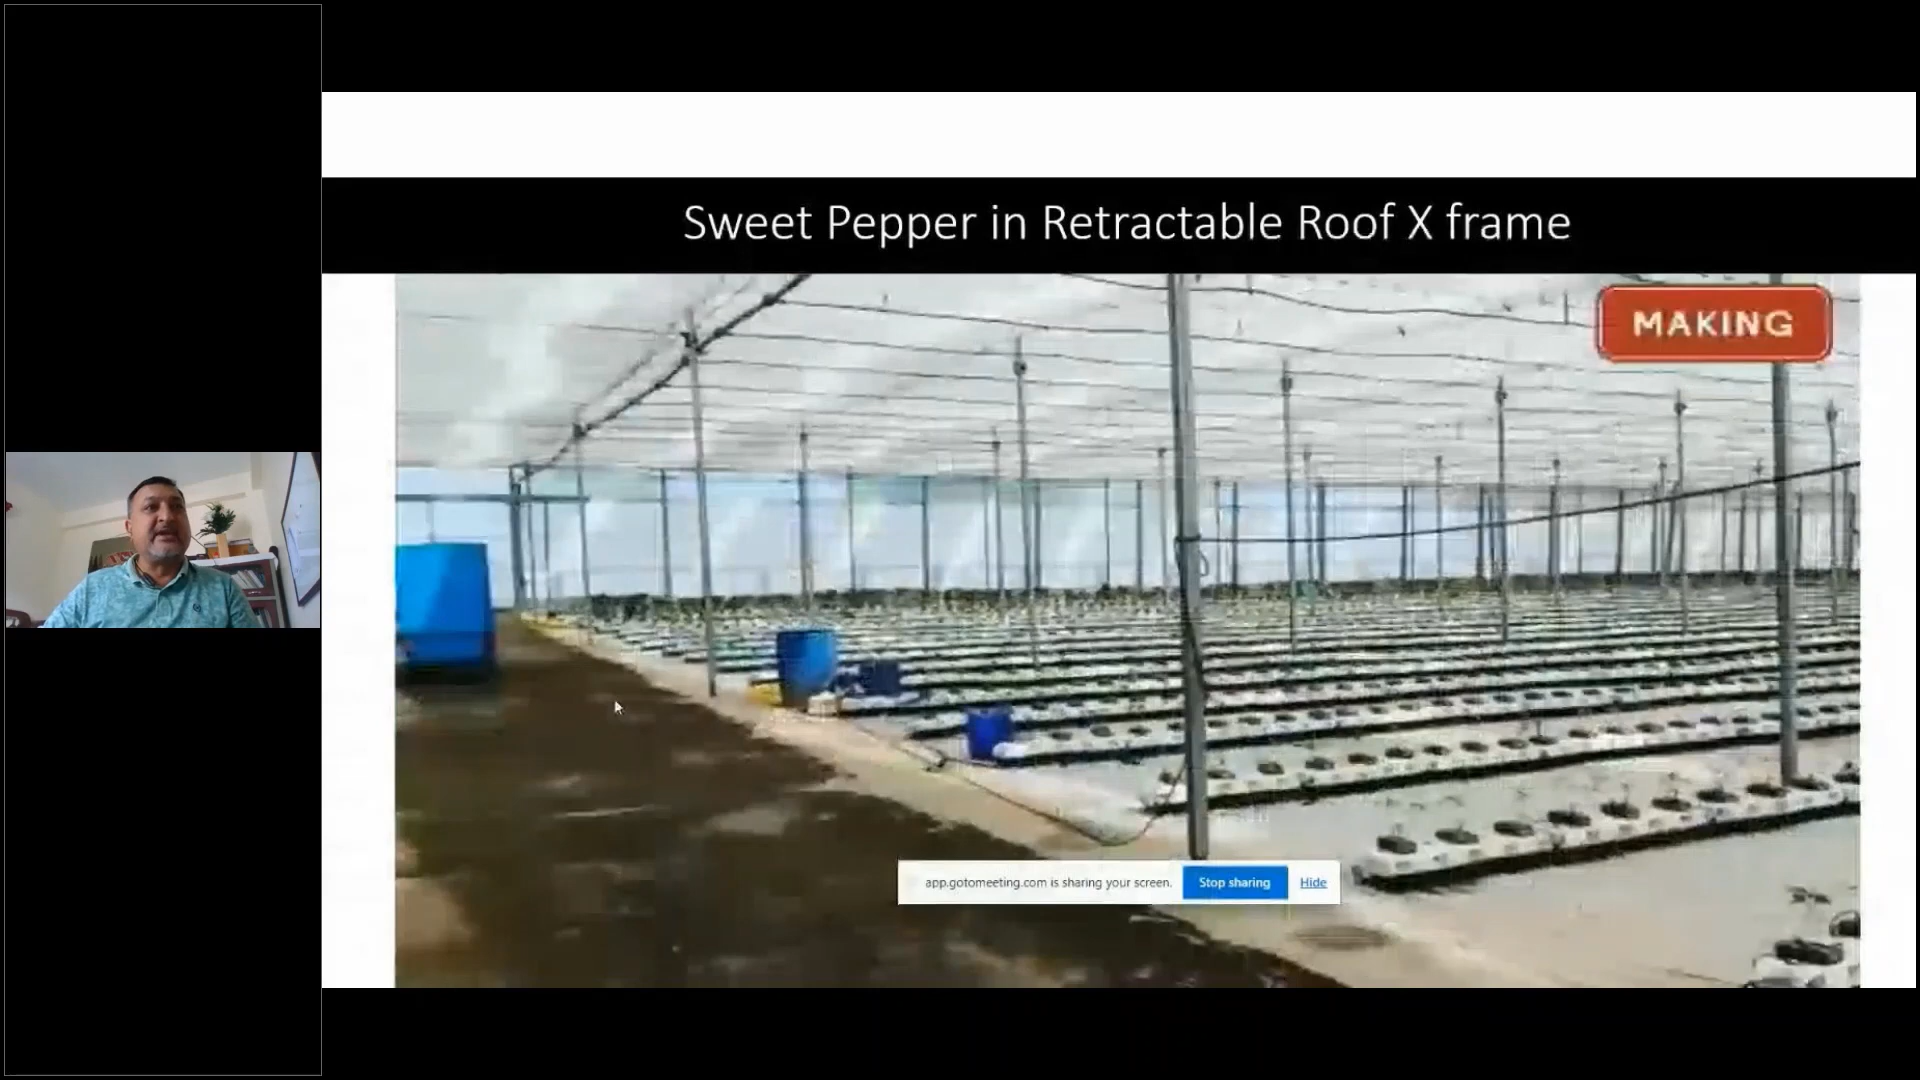 Sweet Pepper in Retractable Roof X frame
MAKING
app.gotomeeting.com is sharing your screen. Stop sharing Hide